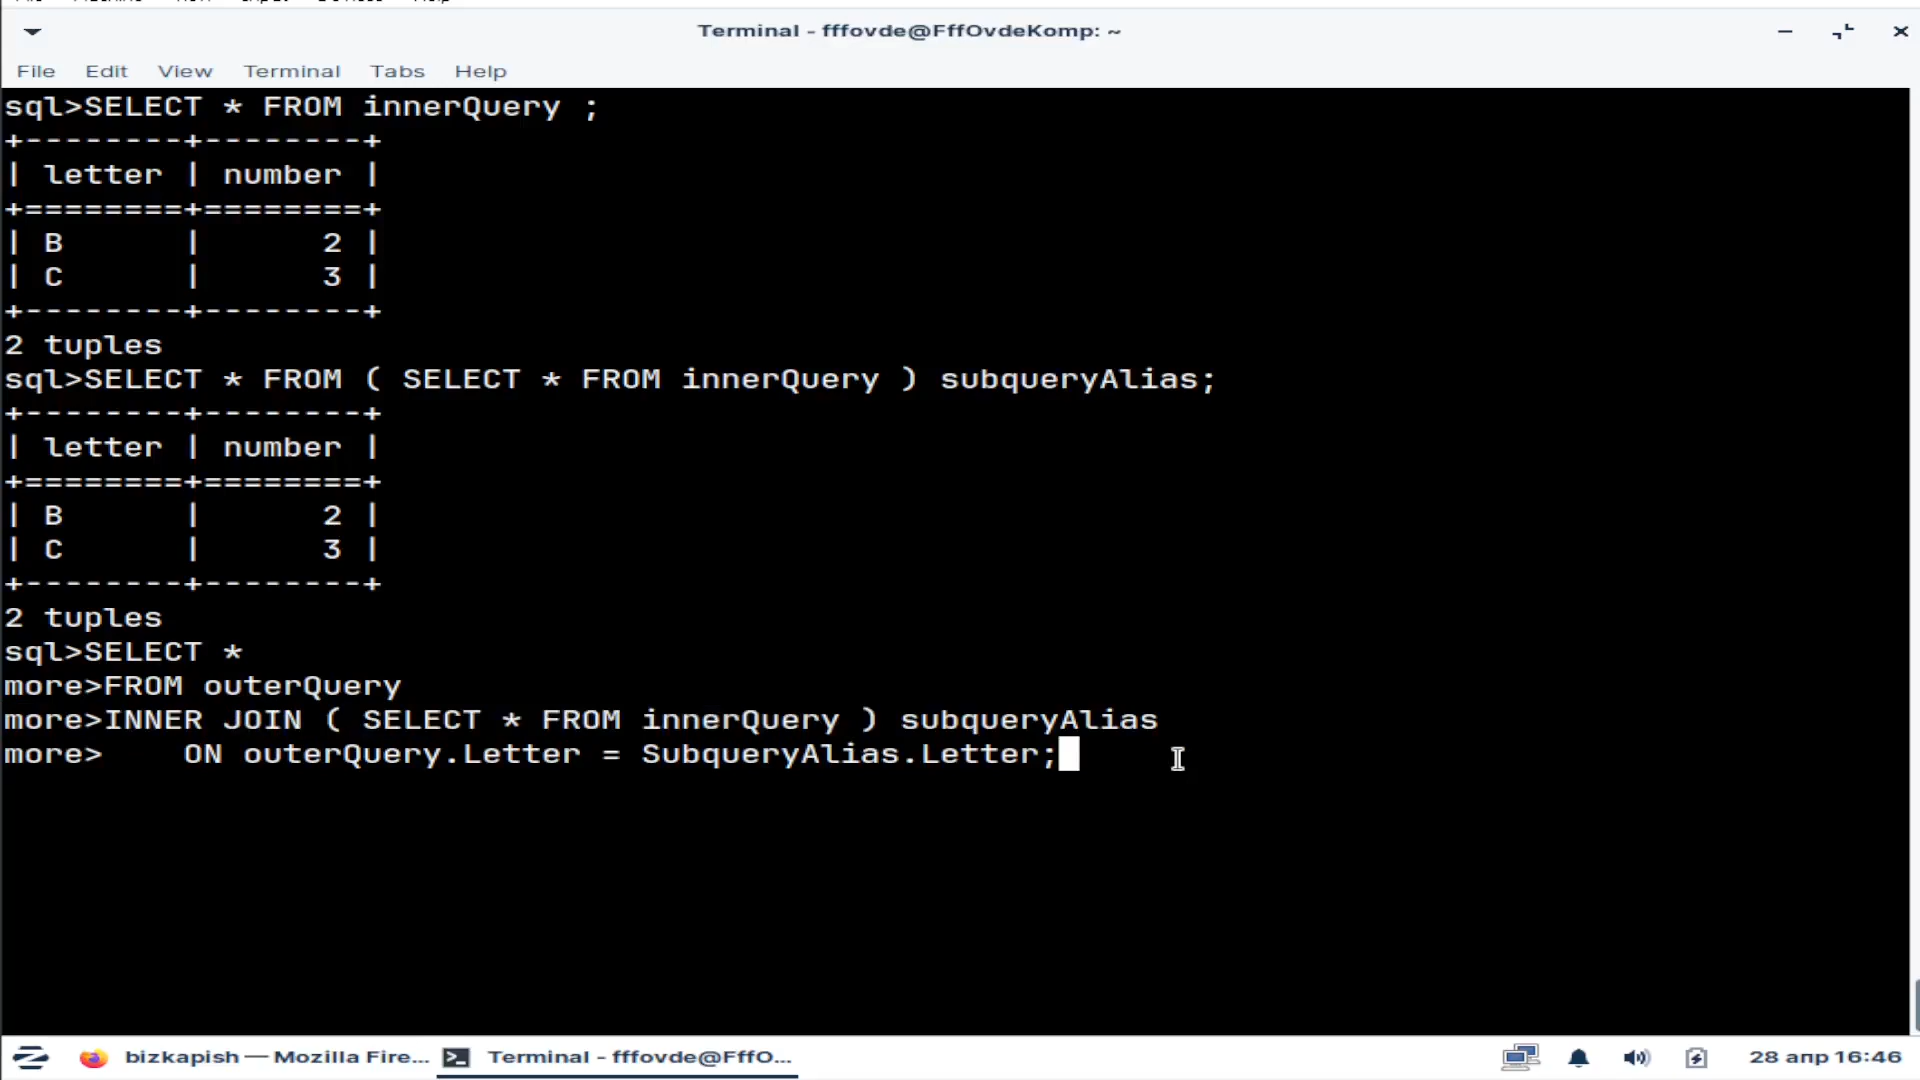 Terminal - fffovde@FffOvdeKomp: ~
File Edit View Terminal Tabs Help
sql>SELECT * FROM innerQuery ;
+--------+--------+
| letter | number |
+========+========+
| B      |      2 |
| C      |      3 |
+--------+--------+
2 tuples
sql>SELECT * FROM ( SELECT * FROM innerQuery ) subqueryAlias;
+--------+--------+
| letter | number |
+========+========+
| B      |      2 |
| C      |      3 |
+--------+--------+
2 tuples
sql>SELECT *
more>FROM outerQuery
more>INNER JOIN ( SELECT * FROM innerQuery ) subqueryAlias
more>    ON outerQuery.Letter = SubqueryAlias.Letter;
bizkapish — Mozilla Fire... Terminal - fffovde@FffO... 28 апр 16:46